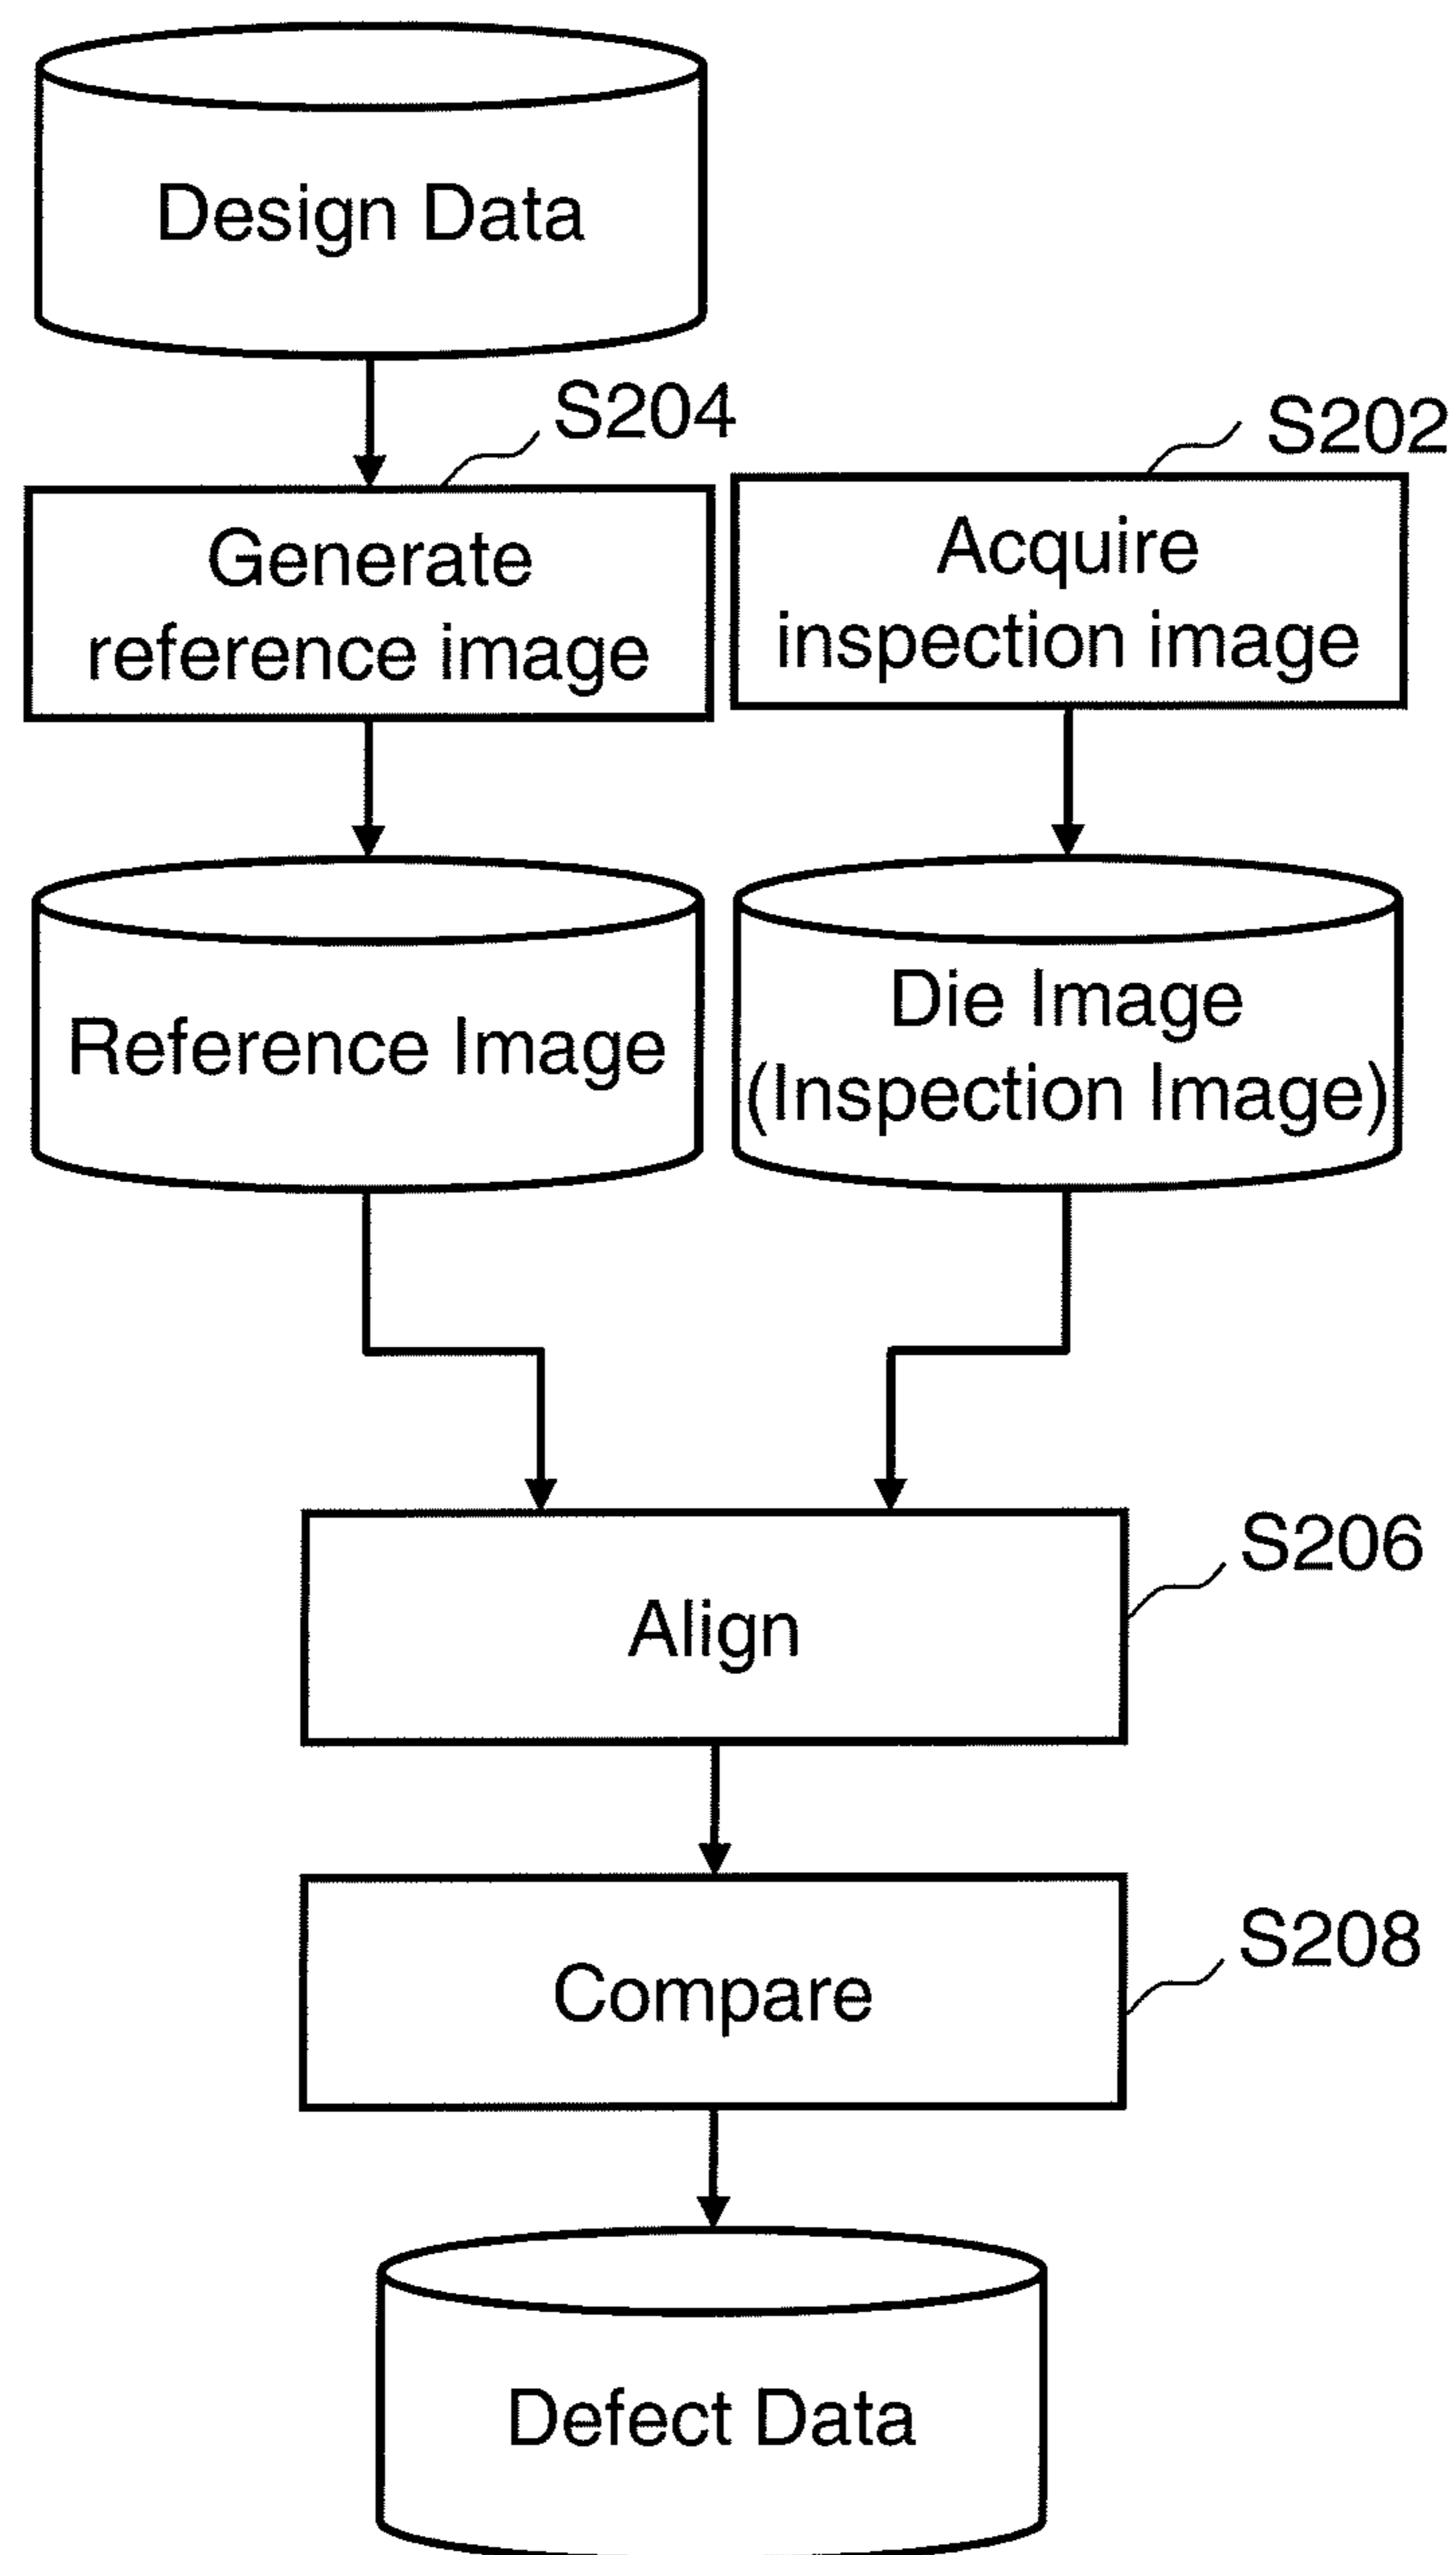 Design Data
S204
S202
Generate
reference image
Acquire
inspection image
Reference Image
Die Image
(Inspection Image)
Align
S206
Compare
S208
Defect Data